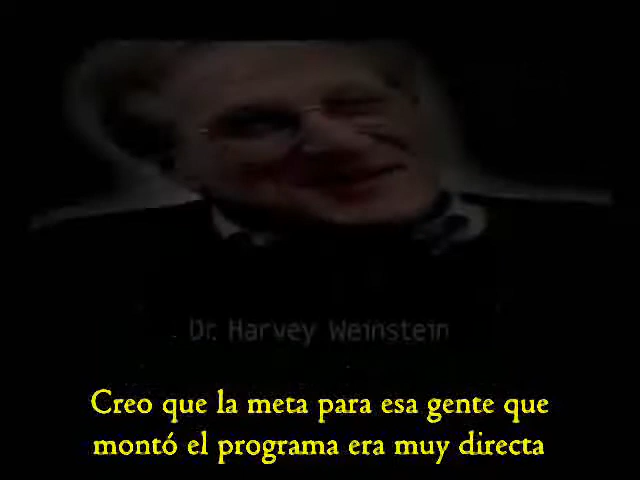 Dr. Harvey Weinstein
Creo que la meta para esa gente que
montó el programa era muy directa